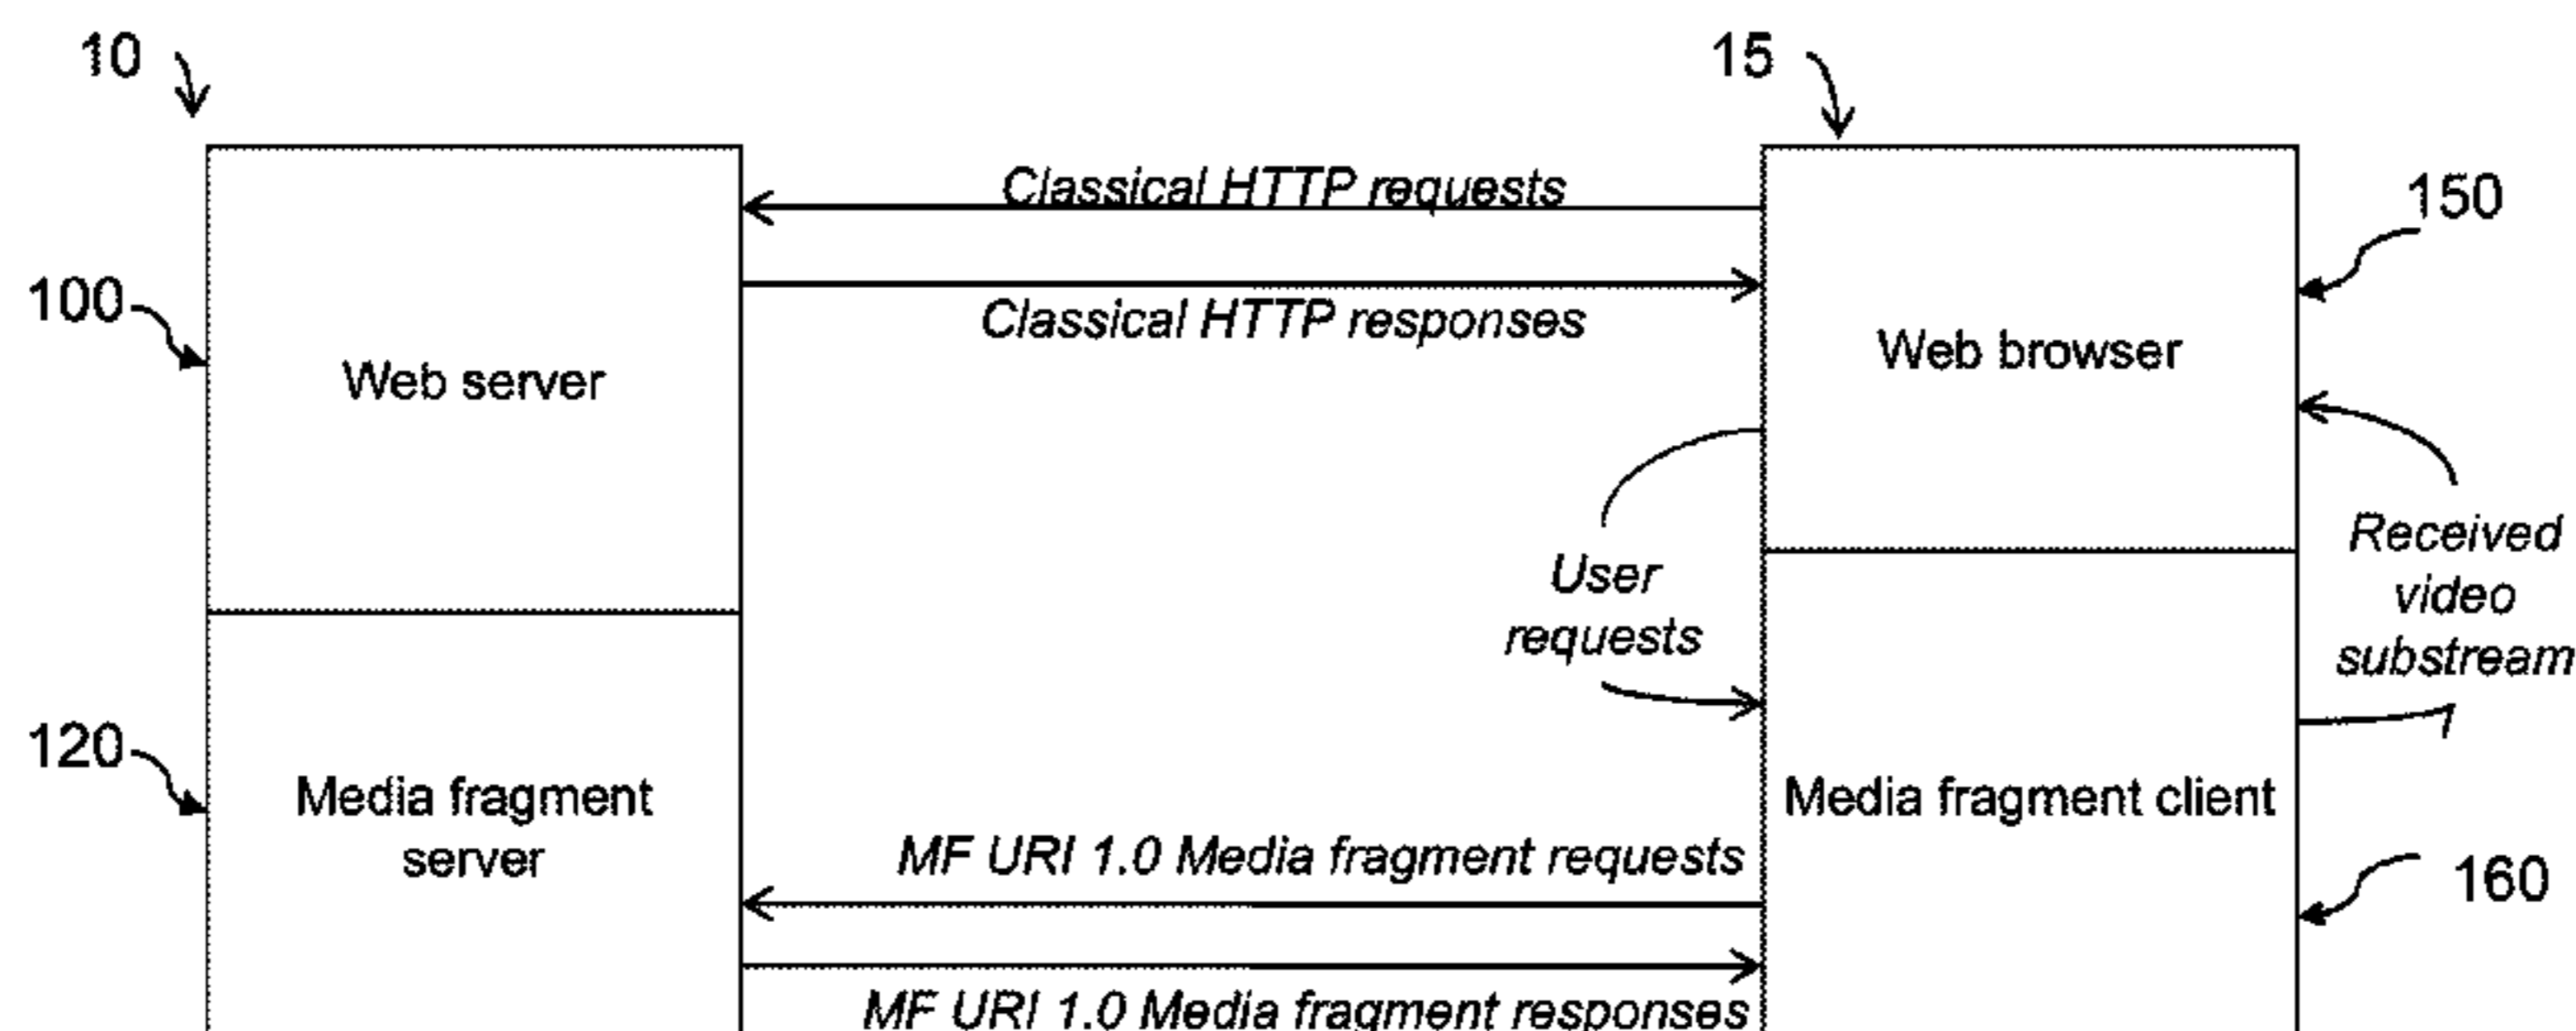 10
15
Classical HTTP requests
150
100
Classical HTTP responses
Web server
Web browser
Received
video
substream
User
requests
120
Media fragment
server
Media fragment client
MF URI 1.0 Media fragment requests
160
MF URI 1.0 Media fragment responses